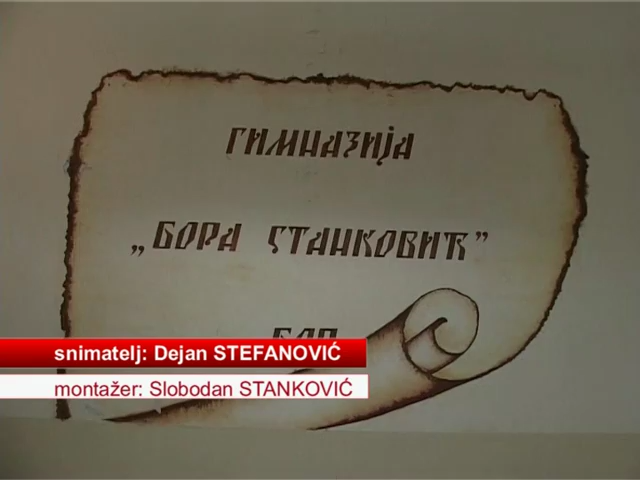 ГИМНАЗИЈА
„БОРА СТАНКОВИЋ”
snimatelj: Dejan STEFANOVIĆ
montažer: Slobodan STANKOVIĆ